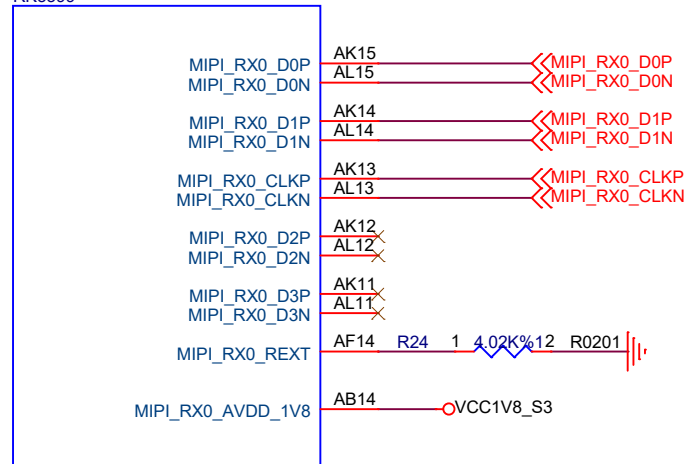 MIPI_RX0_D0P AK15 MIPI_RX0_D0P
MIPI_RX0_D0N AL15 MIPI_RX0_D0N
MIPI_RX0_D1P AK14 MIPI_RX0_D1P
MIPI_RX0_D1N AL14 MIPI_RX0_D1N
MIPI_RX0_CLKP AK13 MIPI_RX0_CLKP
MIPI_RX0_CLKN AL13 MIPI_RX0_CLKN
MIPI_RX0_D2P AK12
MIPI_RX0_D2N AL12
MIPI_RX0_D3P AK11
MIPI_RX0_D3N AL11
MIPI_RX0_REXT AF14 R24 1 4.02K%1 2 R0201
MIPI_RX0_AVDD_1V8 AB14 VCC1V8_S3